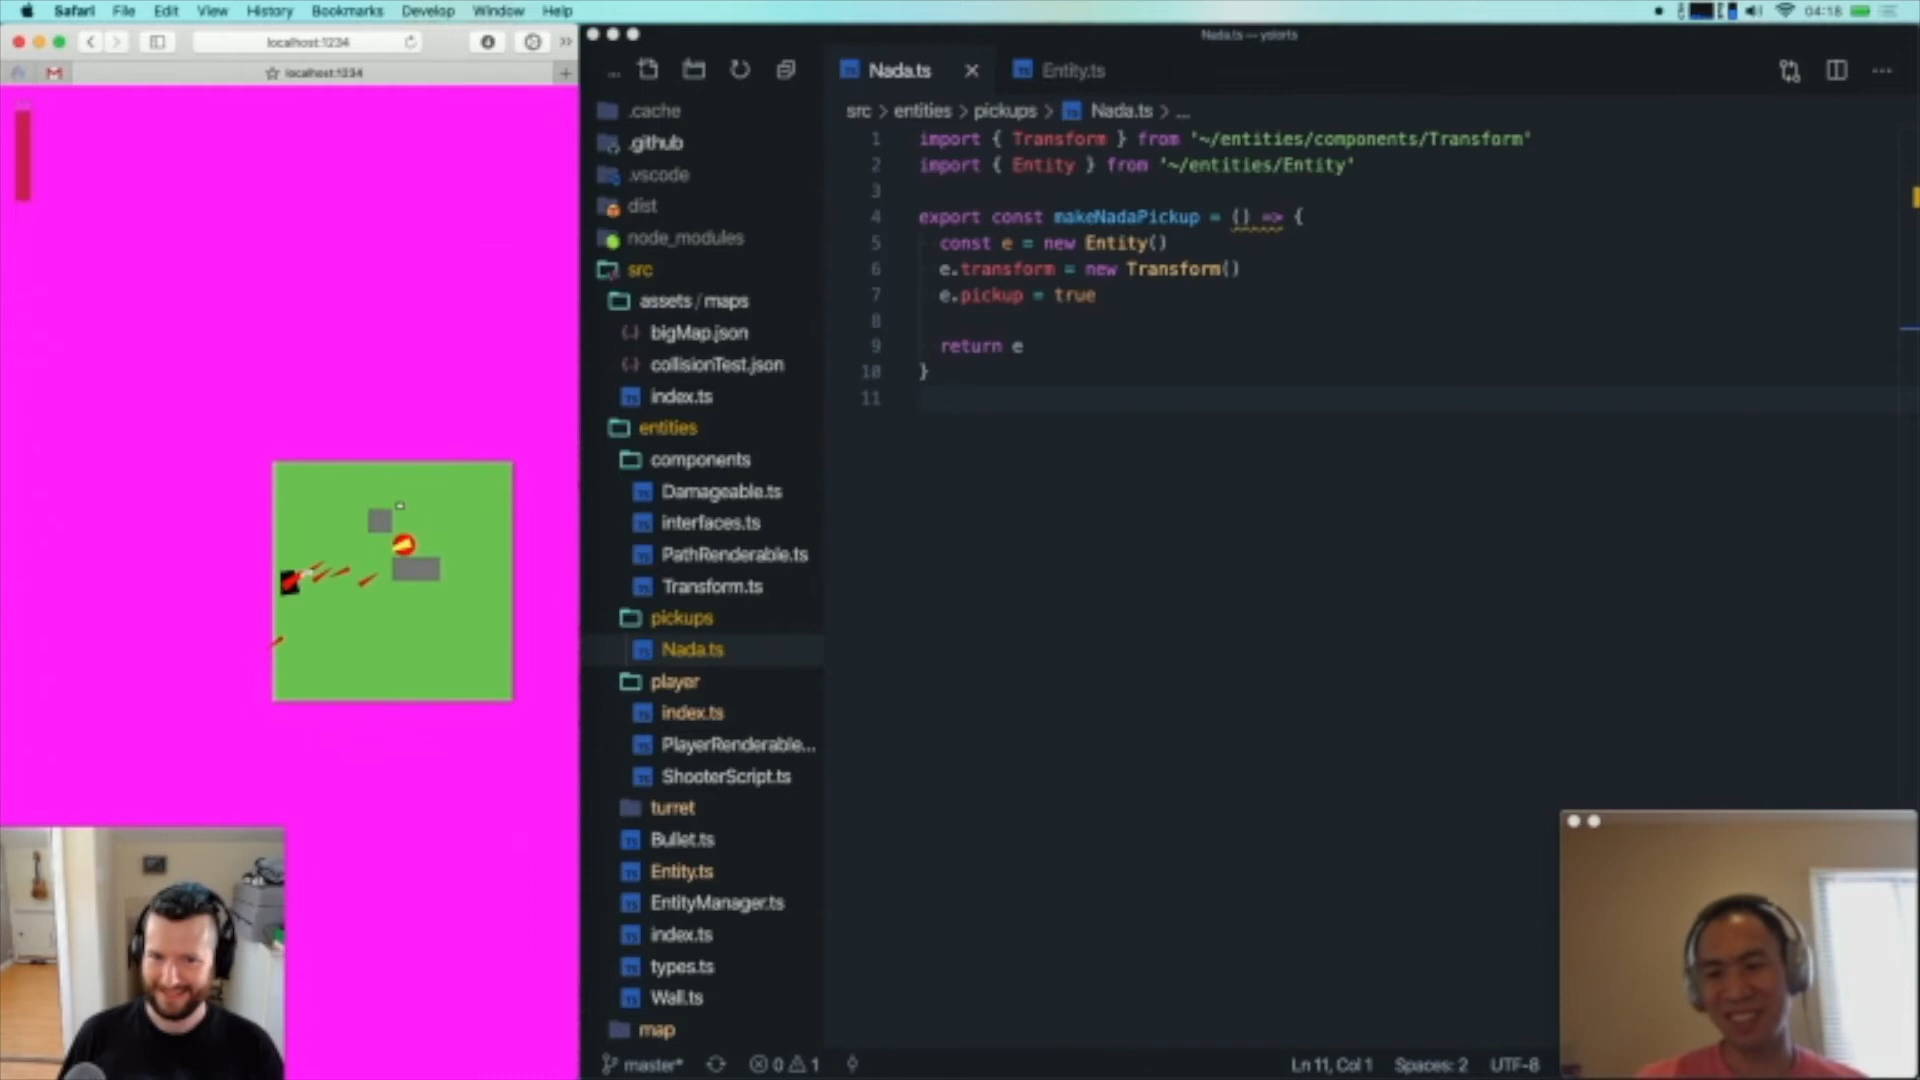 Safari File Edit View History Bookmarks Develop Window Help
04:18
localhost:1234
localhost:1234
Nada.ts — yolorts
Nada.ts
Entity.ts
src > entities > pickups > Nada.ts > ...
.cache
.github
.vscode
dist
node_modules
src
assets / maps
bigMap.json
collisionTest.json
index.ts
entities
components
Damageable.ts
interfaces.ts
PathRenderable.ts
Transform.ts
pickups
Nada.ts
player
index.ts
PlayerRenderable...
ShooterScript.ts
turret
Bullet.ts
Entity.ts
EntityManager.ts
index.ts
types.ts
Wall.ts
map
1 import { Transform } from '~/entities/components/Transform'
2 import { Entity } from '~/entities/Entity'
3
4 export const makeNadaPickup = () => {
5 const e = new Entity()
6 e.transform = new Transform()
7 e.pickup = true
8
9 return e
10 }
11
master* 0 1
Ln 11, Col 1 Spaces: 2 UTF-8